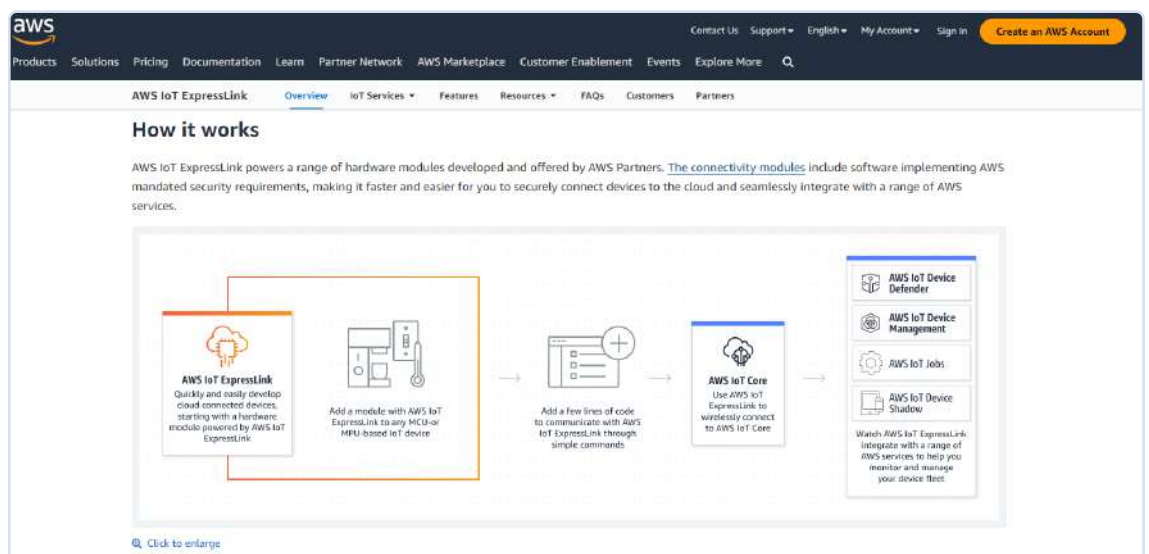 aws
Contact Us Support English My Account Sign In Create an AWS Account
Products Solutions Pricing Documentation Learn Partner Network AWS Marketplace Customer Enablement Events Explore More
AWS IoT ExpressLink Overview IoT Services Features Resources FAQs Customers Partners
How it works
AWS IoT ExpressLink powers a range of hardware modules developed and offered by AWS Partners. The connectivity modules include software implementing AWS
mandated security requirements, making it faster and easier for you to securely connect devices to the cloud and seamlessly integrate with a range of AWS
services.
AWS IoT ExpressLink
Quickly and easily develop
cloud connected devices,
starting with a hardware
module powered by AWS IoT
ExpressLink
Add a module with AWS IoT
ExpressLink to any MCU-or
MPU-based IoT device
Add a few lines of code
to communicate with AWS
IoT ExpressLink through
simple commands
AWS IoT Core
Use AWS IoT
ExpressLink to
wirelessly connect
to AWS IoT Core
AWS IoT Device
Defender
AWS IoT Device
Management
AWS IoT Jobs
AWS IoT Device
Shadow
Watch AWS IoT ExpressLink
integrate with a range of
AWS services to help you
monitor and manage
your device fleet
Click to enlarge